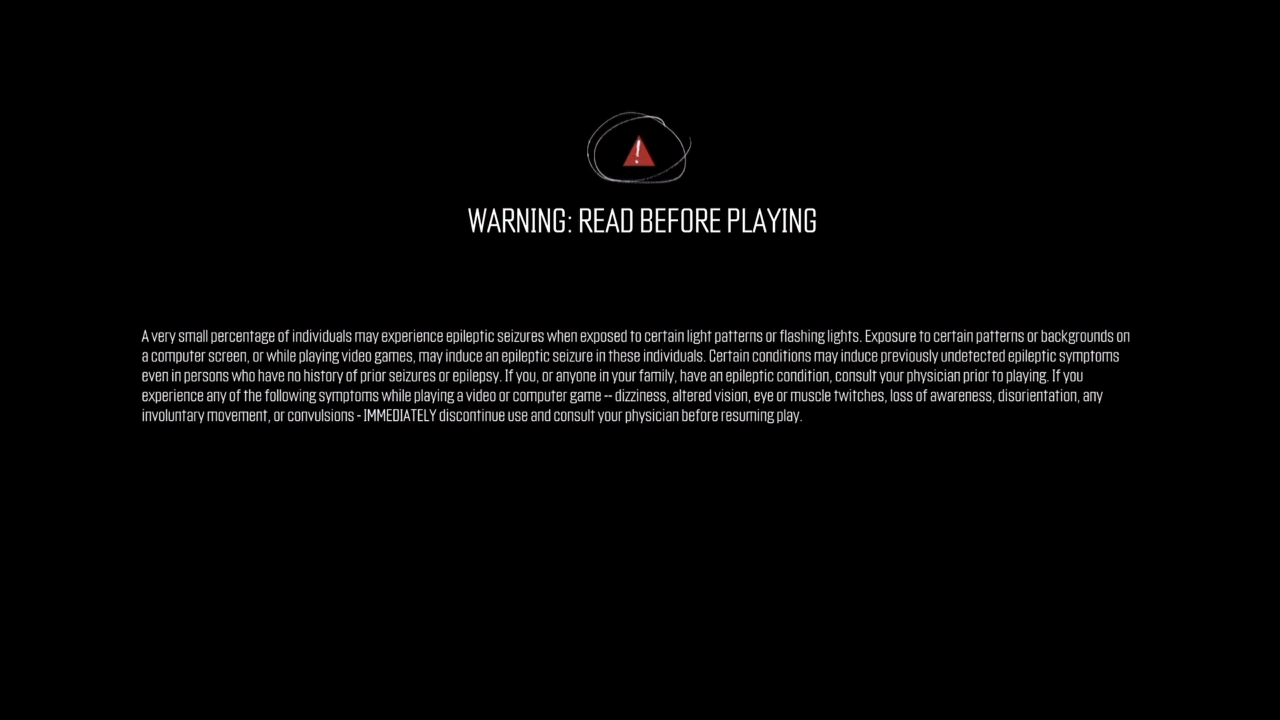 WARNING: READ BEFORE PLAYING
A very small percentage of individuals may experience epileptic seizures when exposed to certain light patterns or flashing lights. Exposure to certain patterns or backgrounds on
a computer screen, or while playing video games, may induce an epileptic seizure in these individuals. Certain conditions may induce previously undetected epileptic symptoms
even in persons who have no history of prior seizures or epilepsy. If you, or anyone in your family, have an epileptic condition, consult your physician prior to playing. If you
experience any of the following symptoms while playing a video or computer game -- dizziness, altered vision, eye or muscle twitches, loss of awareness, disorientation, any
involuntary movement, or convulsions - IMMEDIATELY discontinue use and consult your physician before resuming play.